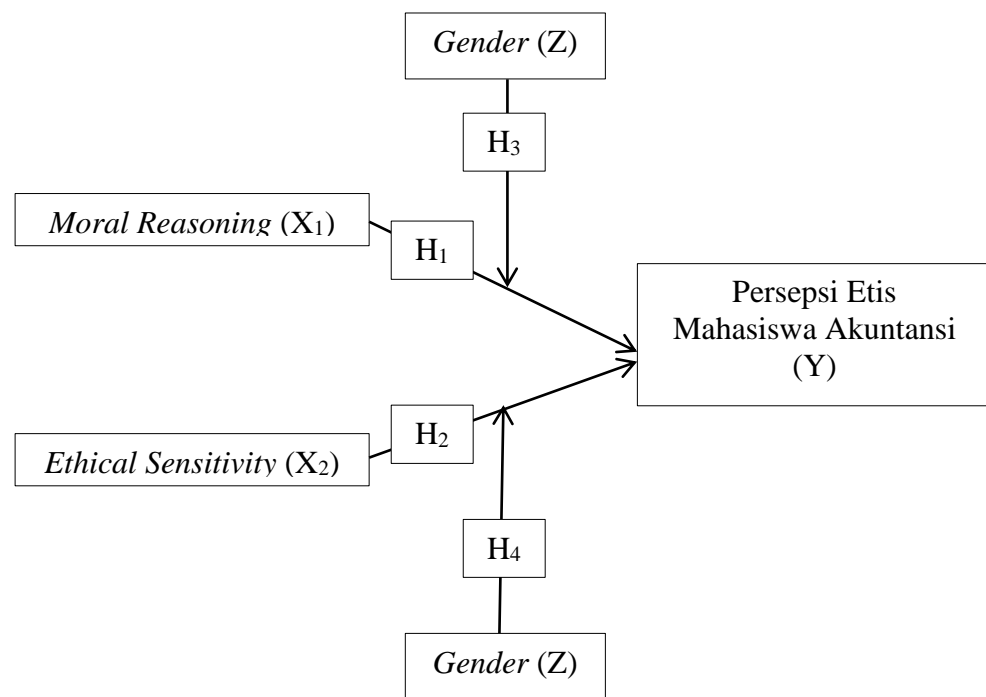 Gender (Z)
H₃
Moral Reasoning (X₁)
H₁
Persepsi Etis
Mahasiswa Akuntansi
(Y)
H₂
Ethical Sensitivity (X₂)
H₄
Gender (Z)